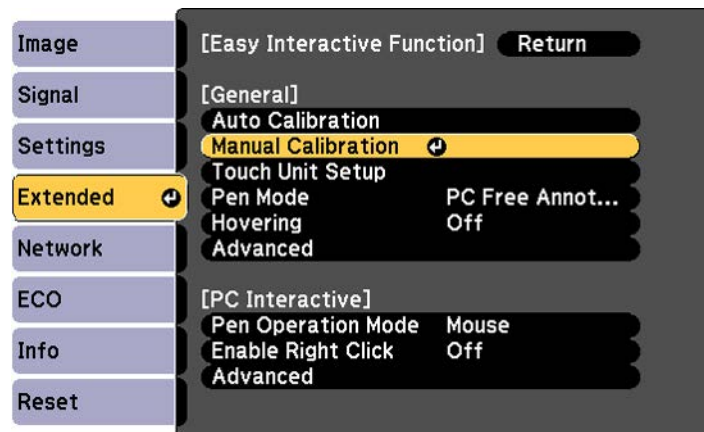 Image
Signal
Settings
Extended
Network
ECO
Info
Reset
[Easy Interactive Function] Return
[General]
Auto Calibration
Manual Calibration
Touch Unit Setup
Pen Mode PC Free Annot...
Hovering Off
Advanced
[PC Interactive]
Pen Operation Mode Mouse
Enable Right Click Off
Advanced